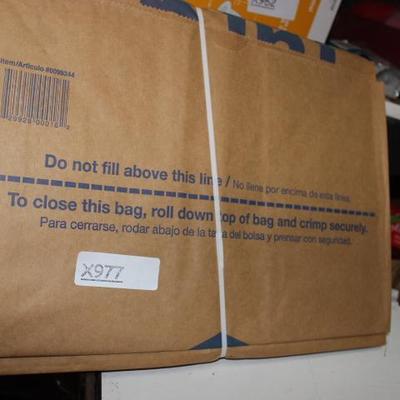 X962
Item/Artículo #0099344
Do not fill above this line / No llene por encima de esta línea.
To close this bag, roll down top of bag and crimp securely.
Para cerrarse, rodar abajo de la tapa del bolsa y prensar con seguridad.
X977